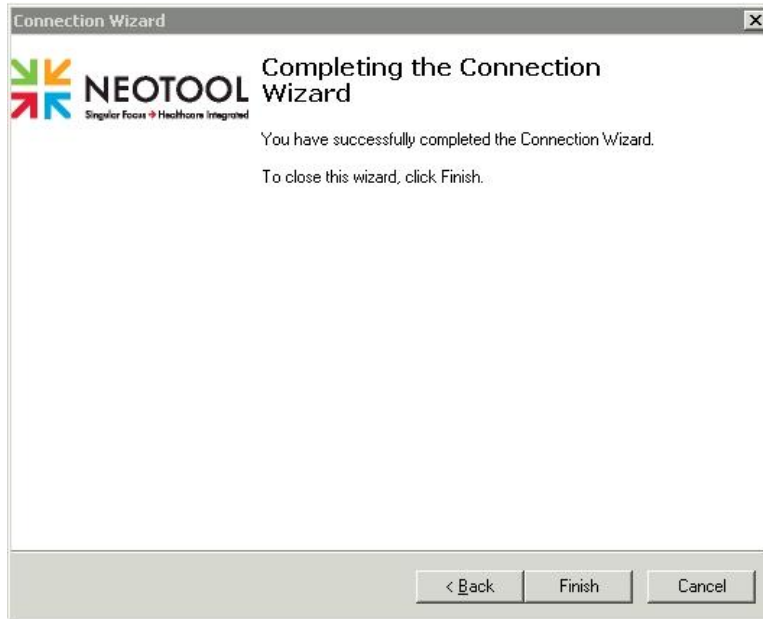 Connection Wizard
NEOTOOL
Singular Focus → Healthcare Integrated
Completing the Connection
Wizard
You have successfully completed the Connection Wizard.
To close this wizard, click Finish.
< Back
Finish
Cancel